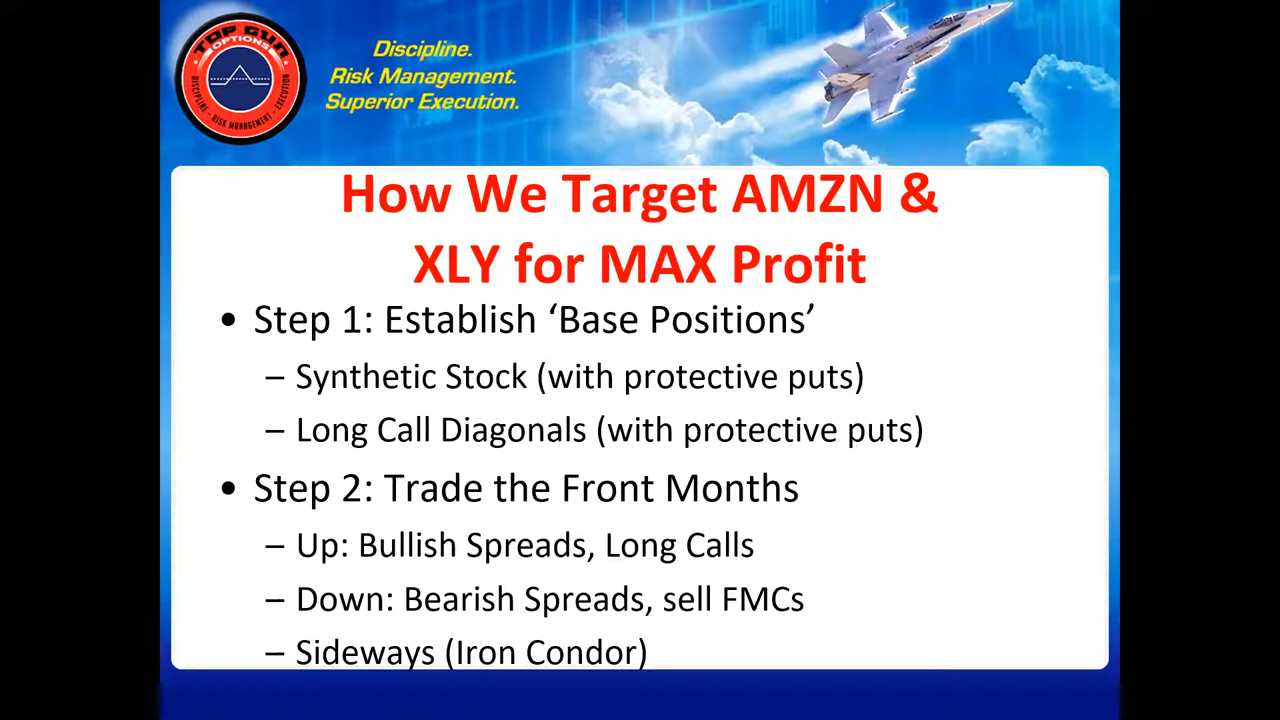 TOP GUN
OPTIONS
DISCIPLINE - RISK MANAGEMENT - EXECUTION
Discipline.
Risk Management.
Superior Execution.
How We Target AMZN &
XLY for MAX Profit
• Step 1: Establish ‘Base Positions’
– Synthetic Stock (with protective puts)
– Long Call Diagonals (with protective puts)
• Step 2: Trade the Front Months
– Up: Bullish Spreads, Long Calls
– Down: Bearish Spreads, sell FMCs
– Sideways (Iron Condor)